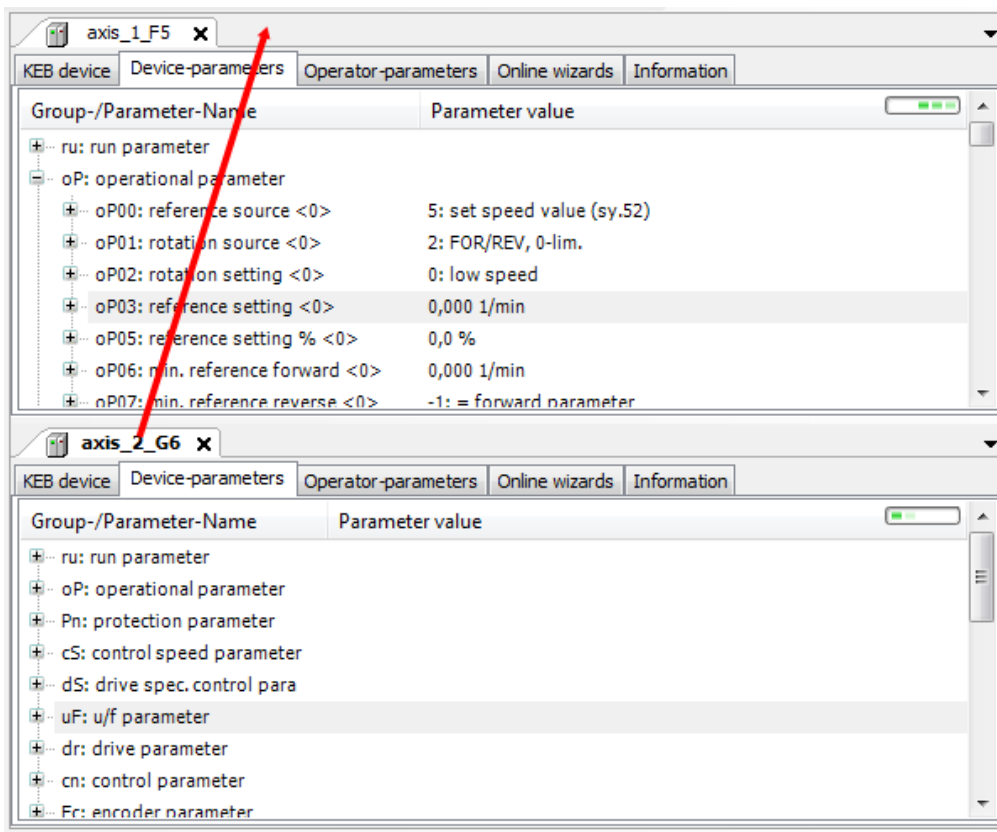 axis_1_F5
KEB device Device-parameters Operator-parameters Online wizards Information
Group-/Parameter-Name Parameter value
ru: run parameter
oP: operational parameter
oP00: reference source <0> 5: set speed value (sy.52)
oP01: rotation source <0> 2: FOR/REV, 0-lim.
oP02: rotation setting <0> 0: low speed
oP03: reference setting <0> 0,000 1/min
oP05: reference setting % <0> 0,0 %
oP06: min. reference forward <0> 0,000 1/min
oP07: min. reference reverse <0> -1: = forward parameter
axis_2_G6
KEB device Device-parameters Operator-parameters Online wizards Information
Group-/Parameter-Name Parameter value
ru: run parameter
oP: operational parameter
Pn: protection parameter
cS: control speed parameter
dS: drive spec. control para
uF: u/f parameter
dr: drive parameter
cn: control parameter
Ec: encoder parameter